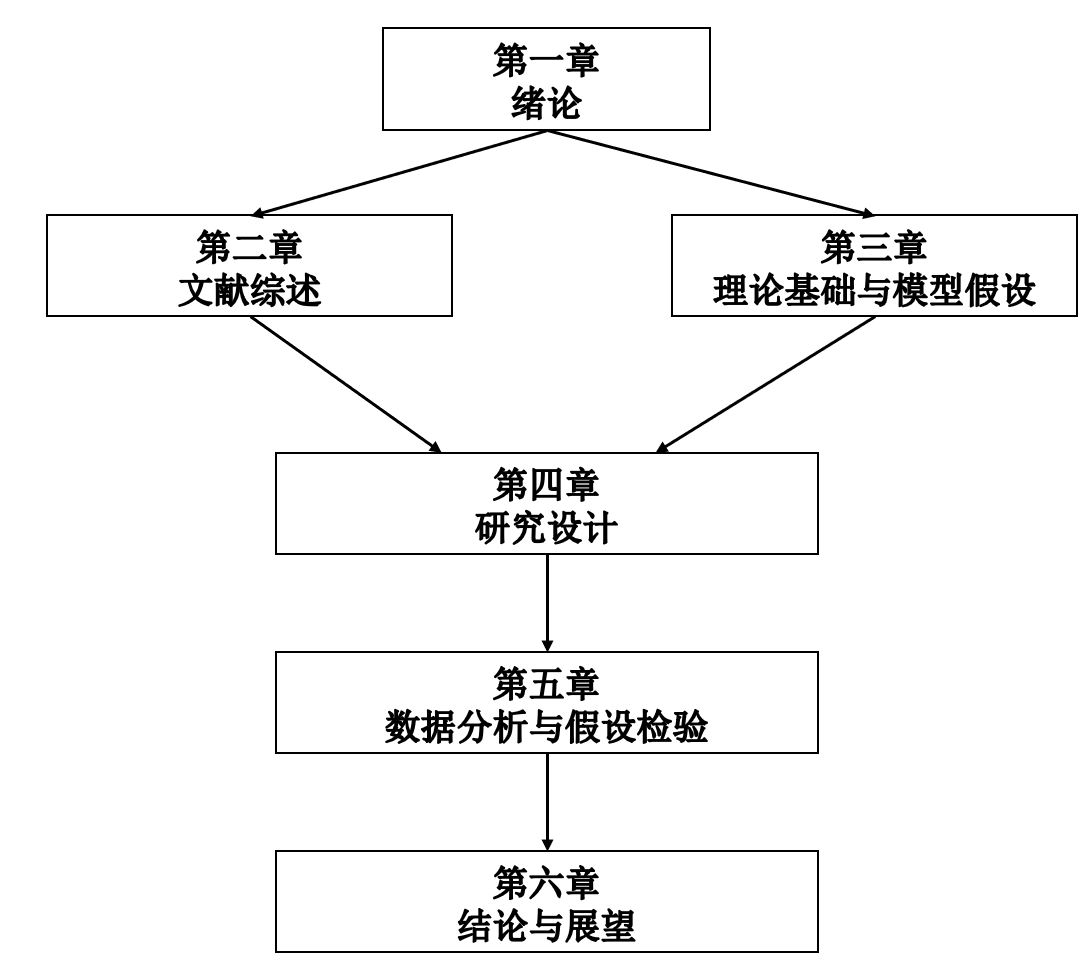 第一章
绪论
第二章
文献综述
第三章
理论基础与模型假设
第四章
研究设计
第五章
数据分析与假设检验
第六章
结论与展望